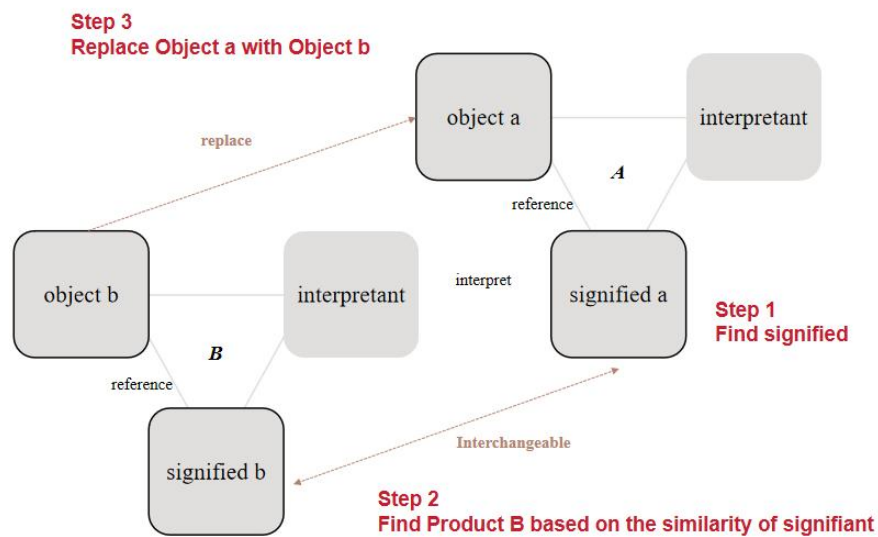 Step 3
Replace Object a with Object b
object a
interpretant
replace
A
reference
object b
interpretant
interpret
signified a
Step 1
Find signified
B
reference
Interchangeable
signified b
Step 2
Find Product B based on the similarity of signifiant